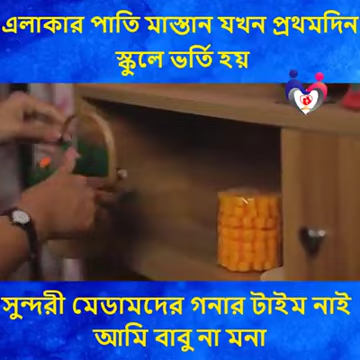 এলাকার পাতি মাস্তান যখন প্রথমদিন
স্কুলে ভর্তি হয়
সুন্দরী মেডামদের গনার টাইম নাই
আমি বাবু না মনা